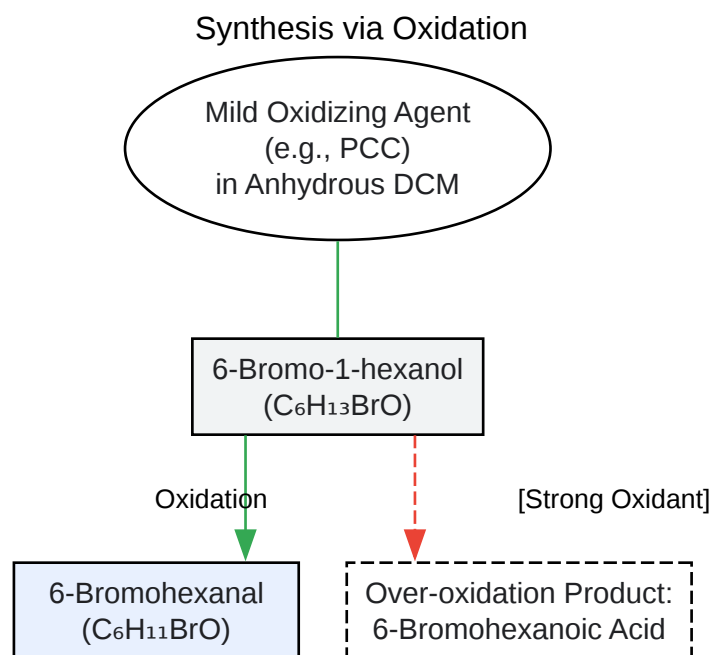 Synthesis via Oxidation
Mild Oxidizing Agent
(e.g., PCC)
in Anhydrous DCM
6-Bromo-1-hexanol
(C₆H₁₃BrO)
Oxidation
[Strong Oxidant]
6-Bromohexanal
(C₆H₁₁BrO)
Over-oxidation Product:
6-Bromohexanoic Acid